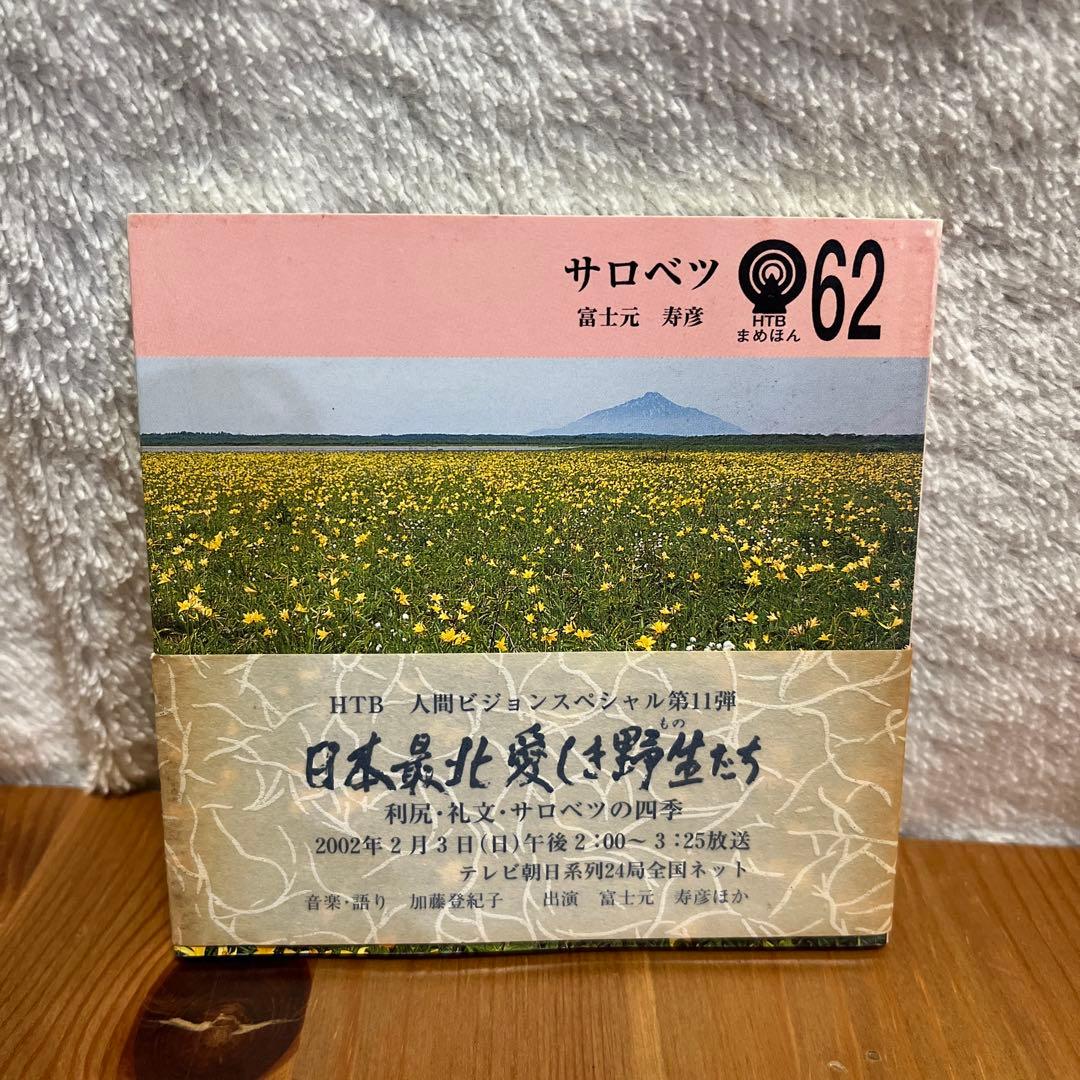 サロベツ
富士元 寿彦
HTB
まめほん
62
HTB 人間ビジョンスペシャル第11弾
もの
日本最北 愛しき野生たち
利尻・礼文・サロベツの四季
2002年2月3日(日)午後2:00〜3:25放送
テレビ朝日系列24局全国ネット
音楽・語り 加藤登紀子 出演 富士元 寿彦ほか